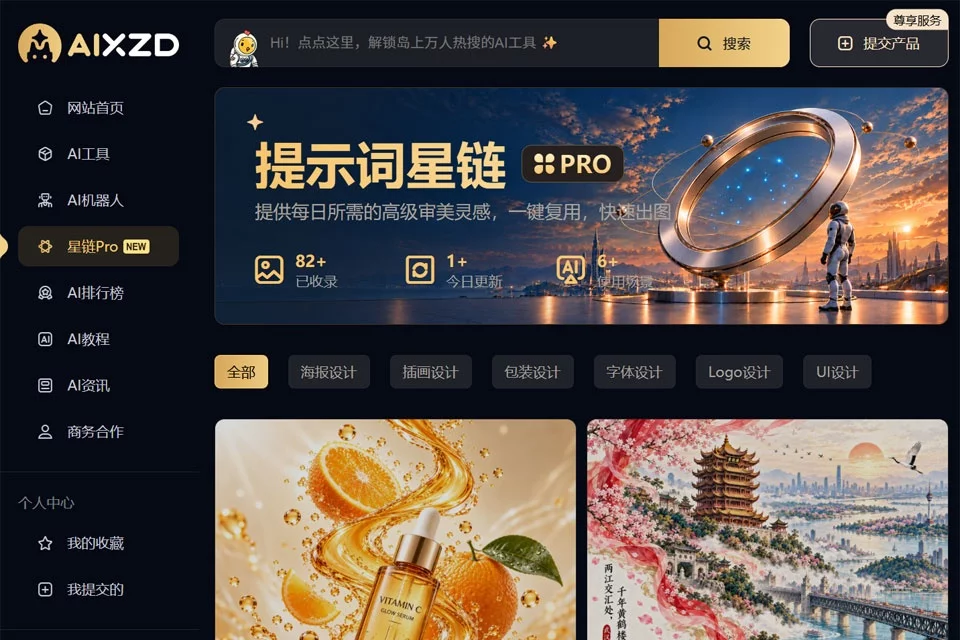 AIXZD
Hi！点点这里，解锁岛上万人热搜的AI工具 ✨
搜索
尊享服务
提交产品
网站首页
AI工具
AI机器人
星链Pro NEW
AI排行榜
AI教程
AI资讯
商务合作
个人中心
我的收藏
我提交的
提示词星链 PRO
提供每日所需的高级审美灵感，一键复用，快速出图
82+
已收录
1+
今日更新
AI
6+
使用场景
全部
海报设计
插画设计
包装设计
字体设计
Logo设计
UI设计
VITAMIN C
GLOW SERUM
两江交汇处，
千年黄鹤楼